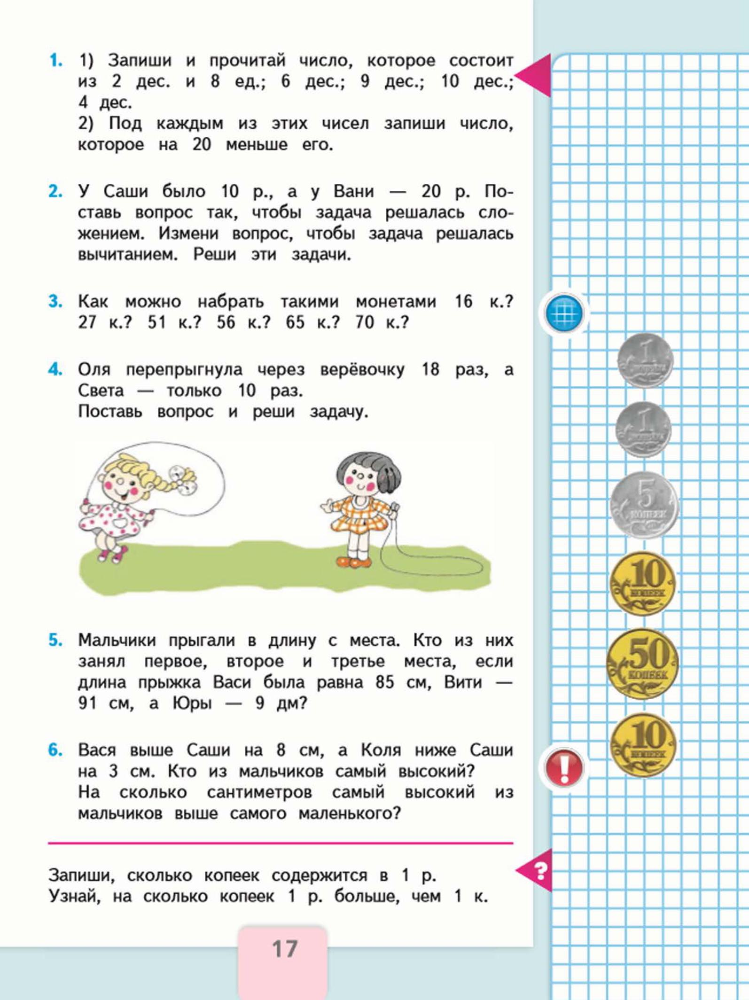 1. 1) Запиши и прочитай число, которое состоит
из 2 дес. и 8 ед.; 6 дес.; 9 дес.; 10 дес.;
4 дес.
2) Под каждым из этих чисел запиши число,
которое на 20 меньше его.
2. У Саши было 10 р., а у Вани — 20 р. По-
ставь вопрос так, чтобы задача решалась сло-
жением. Измени вопрос, чтобы задача решалась
вычитанием. Реши эти задачи.
3. Как можно набрать такими монетами 16 к.?
27 к.? 51 к.? 56 к.? 65 к.? 70 к.?
4. Оля перепрыгнула через верёвочку 18 раз, а
Света — только 10 раз.
Поставь вопрос и реши задачу.
5. Мальчики прыгали в длину с места. Кто из них
занял первое, второе и третье места, если
длина прыжка Васи была равна 85 см, Вити —
91 см, а Юры — 9 дм?
6. Вася выше Саши на 8 см, а Коля ниже Саши
на 3 см. Кто из мальчиков самый высокий?
На сколько сантиметров самый высокий из
мальчиков выше самого маленького?
Запиши, сколько копеек содержится в 1 р.
Узнай, на сколько копеек 1 р. больше, чем 1 к.
17
1
1
5
КОПЕЕК
10
КОПЕЕК
50
КОПЕЕК
10
КОПЕЕК
!
?